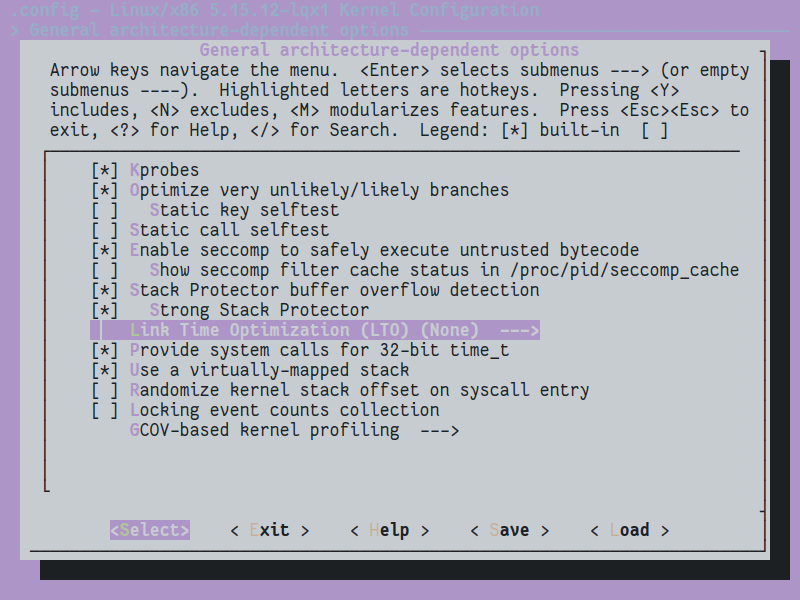 .config - Linux/x86 5.15.12-lqx1 Kernel Configuration
> General architecture-dependent options
General architecture-dependent options
Arrow keys navigate the menu.  <Enter> selects submenus ---> (or empty
submenus ----).  Highlighted letters are hotkeys.  Pressing <Y>
includes, <N> excludes, <M> modularizes features.  Press <Esc><Esc> to
exit, <?> for Help, </> for Search.  Legend: [*] built-in  [ ]
[*] Kprobes
[*] Optimize very unlikely/likely branches
[ ]   Static key selftest
[ ] Static call selftest
[*] Enable seccomp to safely execute untrusted bytecode
[ ]   Show seccomp filter cache status in /proc/pid/seccomp_cache
[*] Stack Protector buffer overflow detection
[*]   Strong Stack Protector
Link Time Optimization (LTO) (None)  --->
[*] Provide system calls for 32-bit time_t
[*] Use a virtually-mapped stack
[ ] Randomize kernel stack offset on syscall entry
[ ] Locking event counts collection
GCOV-based kernel profiling  --->
<Select>    < Exit >    < Help >    < Save >    < Load >